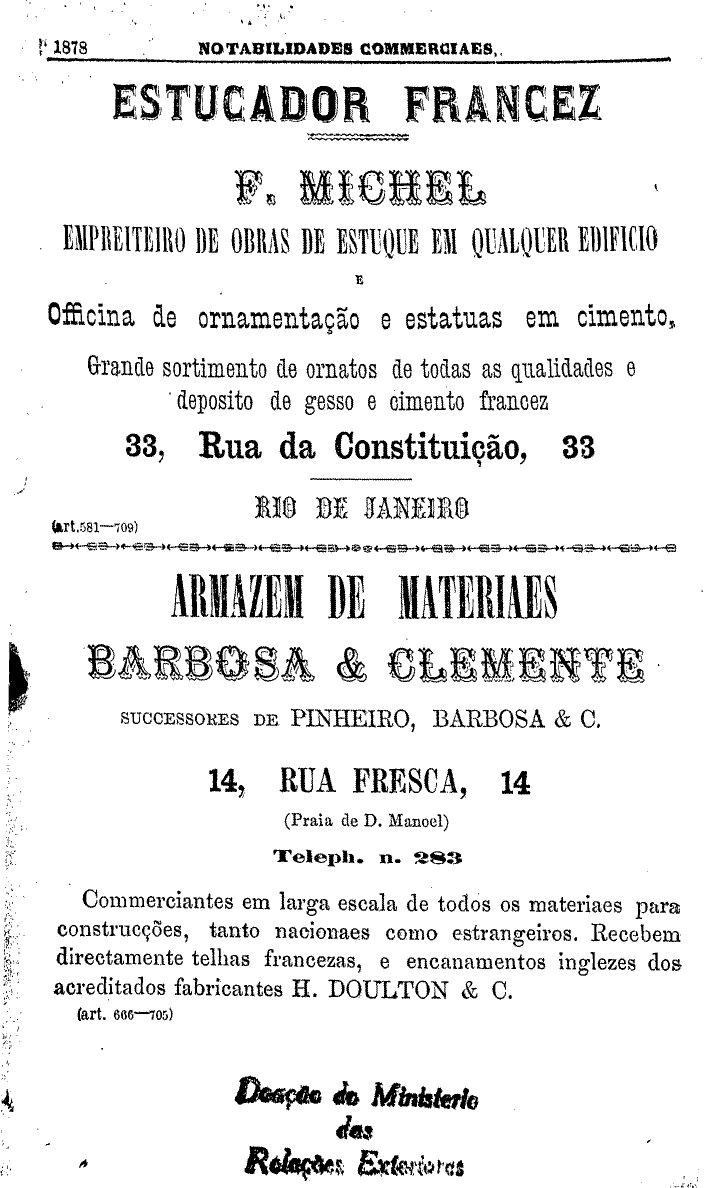 1878 NOTABILIDADES COMMERCIAES.
ESTUCADOR FRANCEZ
F. MICHEL
EMPREITEIRO DE OBRAS DE ESTUQUE EM QUALQUER EDIFICIO
E
Officina de ornamentação e estatuas em cimento,
Grande sortimento de ornatos de todas as qualidades e
deposito de gesso e cimento francez
33, Rua da Constituição, 33
RIO DE JANEIRO
(art.581—709)
ARMAZEM DE MATERIAES
BARBOSA & CLEMENTE
SUCCESSORES DE PINHEIRO, BARBOSA & C.
14, RUA FRESCA, 14
(Praia de D. Manoel)
Teleph. n. 283
Commerciantes em larga escala de todos os materiaes para
construcções, tanto nacionaes como estrangeiros. Recebem
directamente telhas francezas, e encanamentos inglezes dos
acreditados fabricantes H. DOULTON & C.
(art. 666—705)
Doação do Ministerio
das
Relações Exteriores